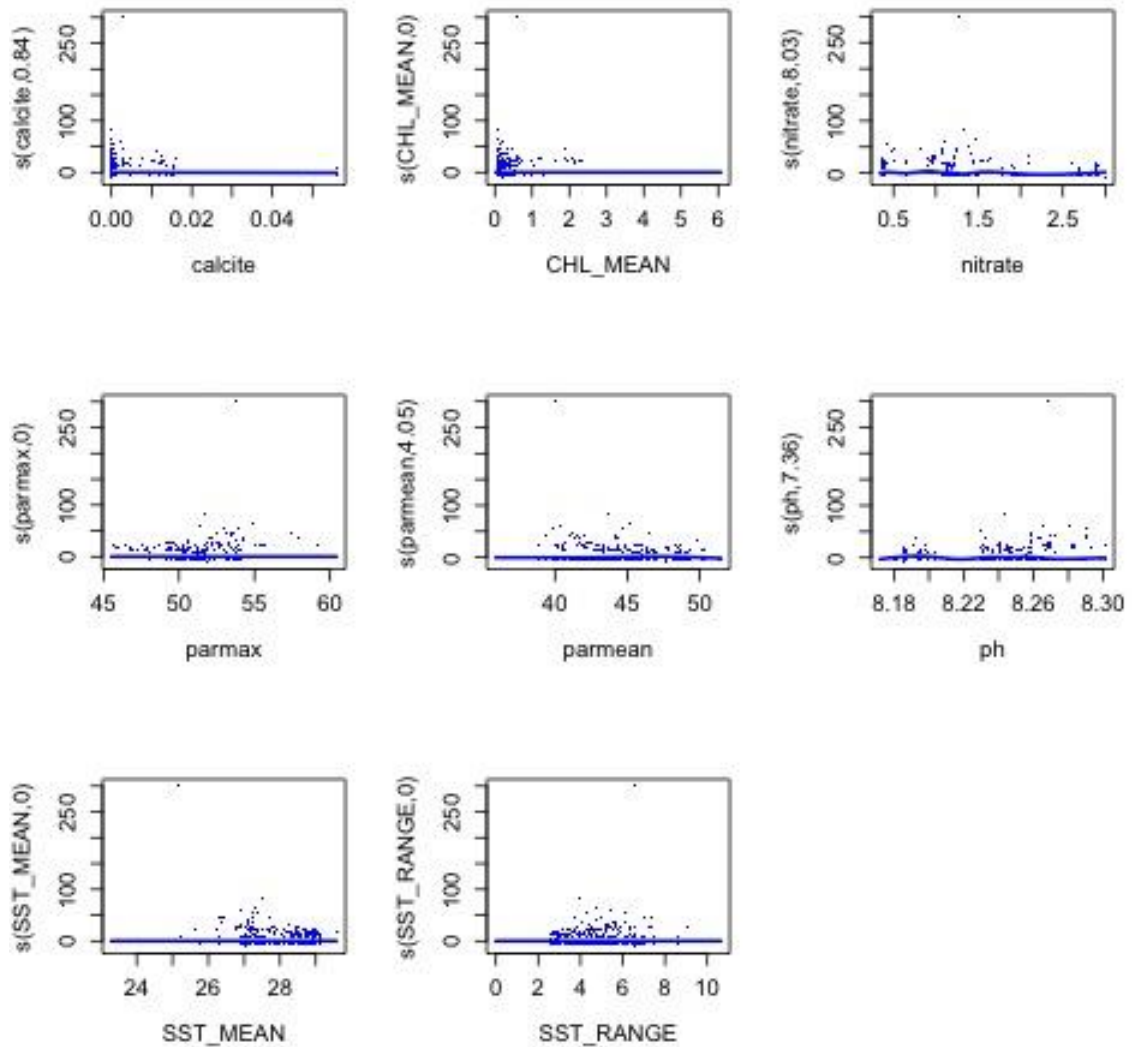 s(calcite,0.84)
250
100
0
0.00 0.02 0.04
calcite
s(CHL_MEAN,0)
250
100
0
0 1 2 3 4 5 6
CHL_MEAN
s(nitrate,8.03)
250
100
0
0.5 1.5 2.5
nitrate
s(parmax,0)
250
100
0
45 50 55 60
parmax
s(parmean,4.05)
250
100
0
40 45 50
parmean
s(ph,7.36)
250
100
0
8.18 8.22 8.26 8.30
ph
s(SST_MEAN,0)
250
100
0
24 26 28
SST_MEAN
s(SST_RANGE,0)
250
100
0
0 2 4 6 8 10
SST_RANGE